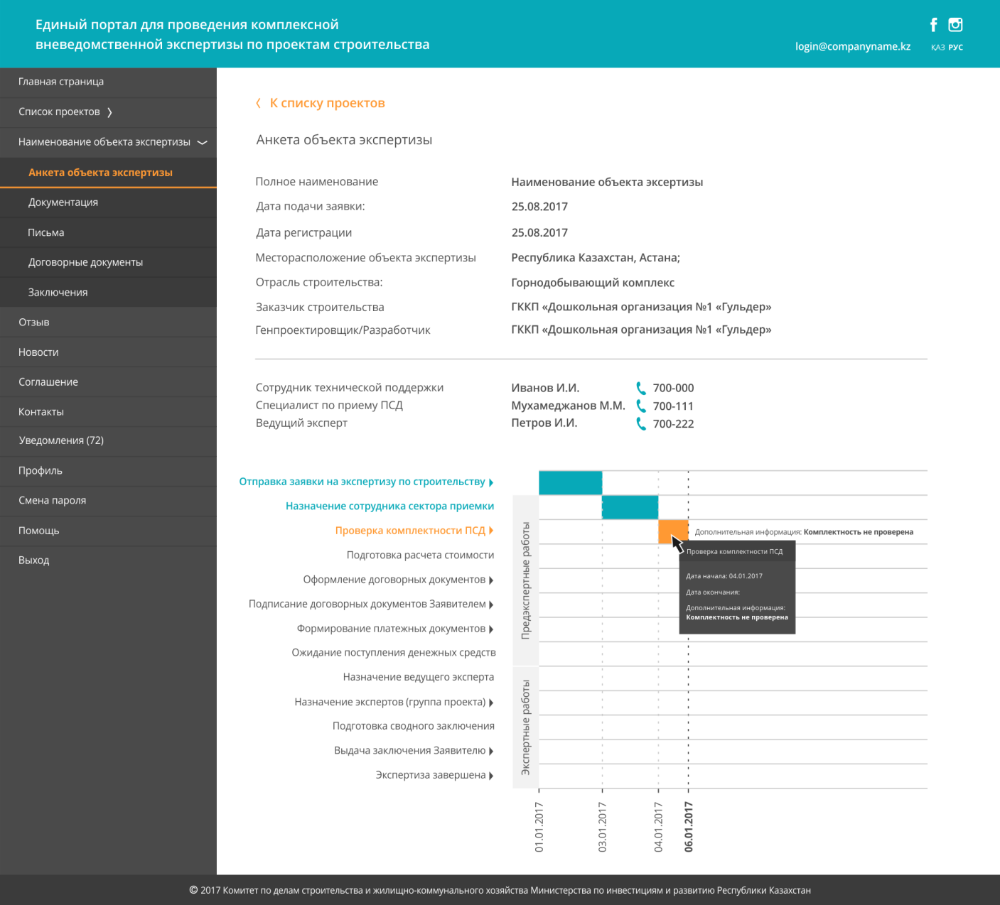 Единый портал для проведения комплексной
вневедомственной экспертизы по проектам строительства
login@companyname.kz
ҚАЗ РУС
Главная страница
Список проектов
Наименование объекта экспертизы
Анкета объекта экспертизы
Документация
Письма
Договорные документы
Заключения
Отзыв
Новости
Соглашение
Контакты
Уведомления (72)
Профиль
Смена пароля
Помощь
Выход
К списку проектов
Анкета объекта экспертизы
Полное наименование Наименование объекта эксертизы
Дата подачи заявки: 25.08.2017
Дата регистрации 25.08.2017
Месторасположение объекта экспертизы Республика Казахстан, Астана;
Отрасль строительства: Горнодобывающий комплекс
Заказчик строительства ГККП «Дошкольная организация №1 «Гульдер»
Генпроектировщик/Разработчик ГККП «Дошкольная организация №1 «Гульдер»
Сотрудник технической поддержки Иванов И.И. 700-000
Специалист по приему ПСД Мухамеджанов М.М. 700-111
Ведущий эксперт Петров И.И. 700-222
Отправка заявки на экспертизу по строительству
Назначение сотрудника сектора приемки
Проверка комплектности ПСД
Подготовка расчета стоимости
Оформление договорных документов
Подписание договорных документов Заявителем
Формирование платежных документов
Ожидание поступления денежных средств
Назначение ведущего эксперта
Назначение экспертов (группа проекта)
Подготовка сводного заключения
Выдача заключения Заявителю
Экспертиза завершена
Предэкспертные работы
Экспертные работы
Дополнительная информация: Комплектность не проверена
Проверка комплектности ПСД
Дата начала: 04.01.2017
Дата окончания:
Дополнительная информация:
Комплектность не проверена
01.01.2017
03.01.2017
04.01.2017
06.01.2017
© 2017 Комитет по делам строительства и жилищно-коммунального хозяйства Министерства по инвестициям и развитию Республики Казахстан